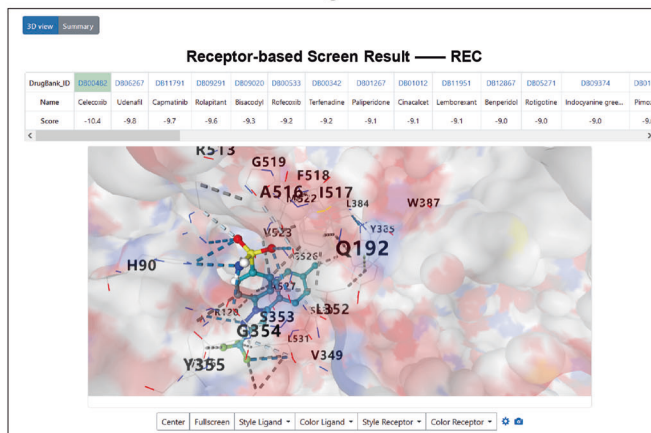 3D view Summary
Receptor-based Screen Result —— REC
DrugBank_ID DB00482 DB06267 DB11791 DB09291 DB09020 DB00533 DB00342 DB01267 DB01012 DB11951 DB12867 DB05271 DB09374 DB01
Name Celecoxib Udenafil Capmatinib Rolapitant Bisacodyl Rofecoxib Terfenadine Paliperidone Cinacalcet Lemborexant Benperidol Rotigotine Indocyanine gree... Pimo
Score -10.4 -9.8 -9.7 -9.6 -9.3 -9.2 -9.2 -9.1 -9.1 -9.1 -9.0 -9.0 -9.0
R513
G519
F518
A516 I517
L384 W387
Y385
Q192
H90
L352
S353
G354
L531
V349
Y355
Center Fullscreen Style Ligand Color Ligand Style Receptor Color Receptor